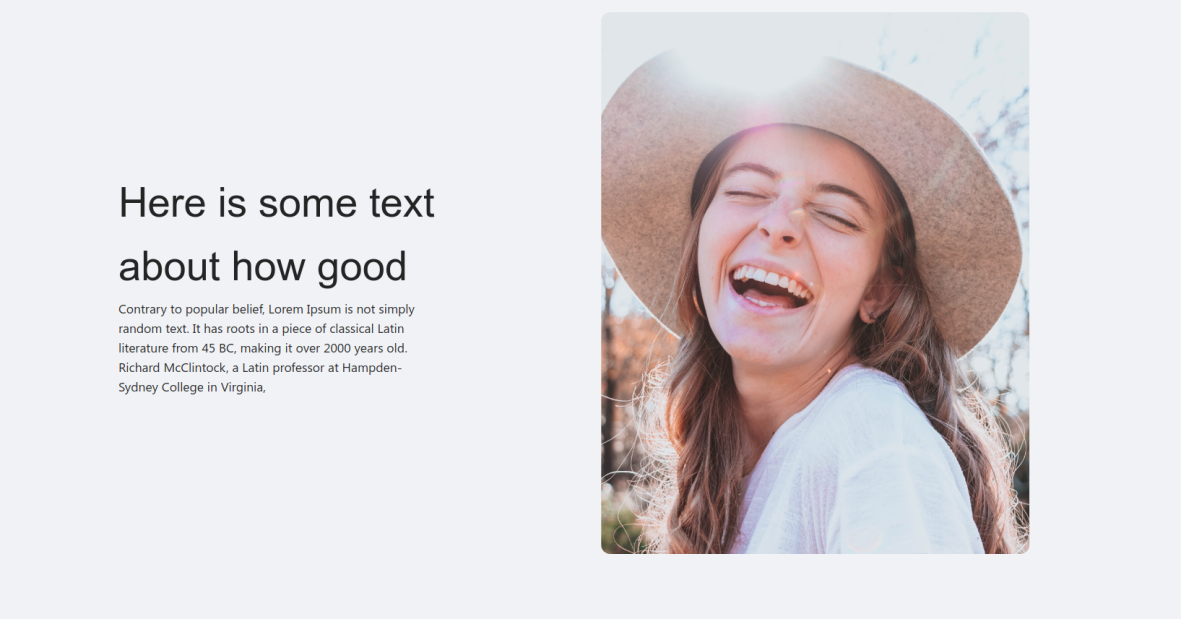 Here is some text
about how good
Contrary to popular belief, Lorem Ipsum is not simply
random text. It has roots in a piece of classical Latin
literature from 45 BC, making it over 2000 years old.
Richard McClintock, a Latin professor at Hampden-
Sydney College in Virginia,